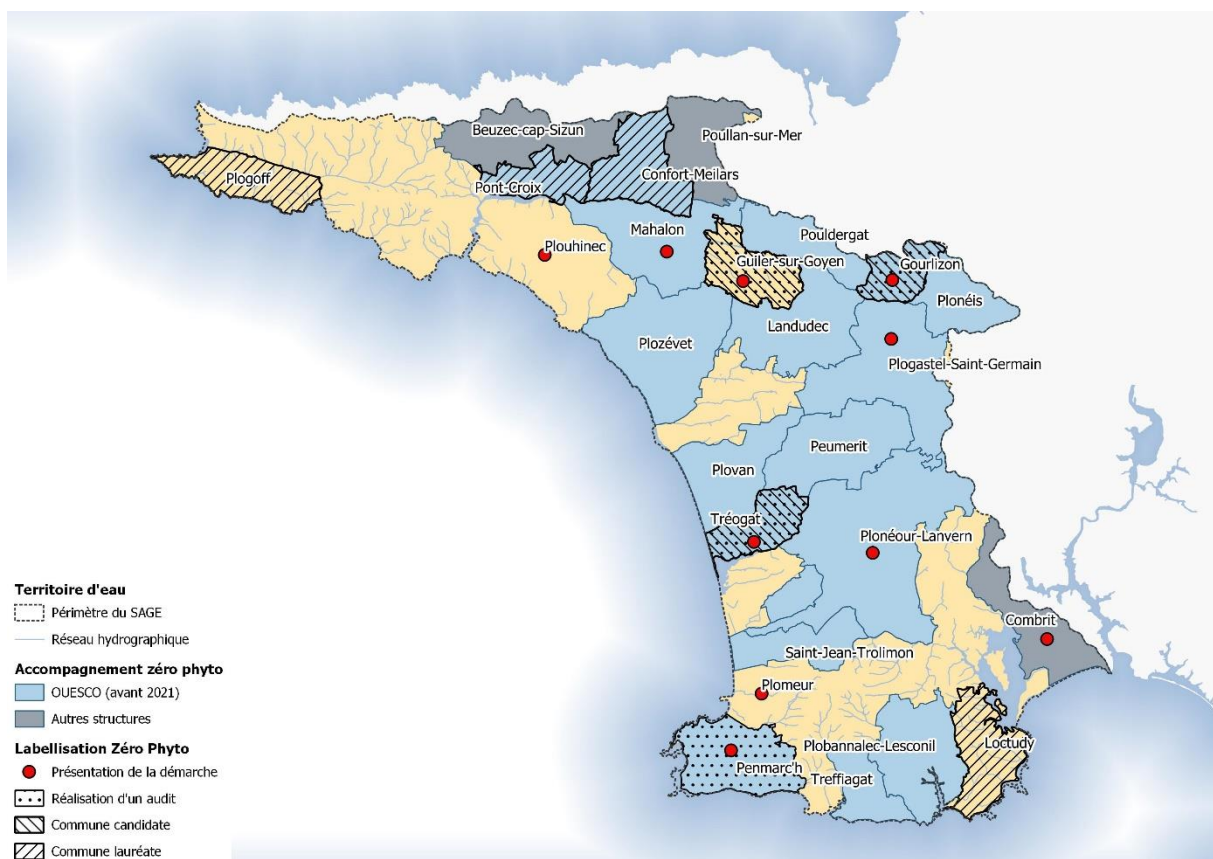 Beuzec-cap-Sizun
Poullan-sur-Mer
Plogoff
Pont-Croix
Confort-Meilars
Mahalon
Pouldergat
Plouhinec
Guiler-sur-Goyen
Gourlizon
Plonéis
Landudec
Plozévet
Plogastel-Saint-Germain
Peumerit
Plovan
Tréogat
Plonéour-Lanvern
Combrit
Saint-Jean-Trolimon
Plomeur
Plobannalec-Lesconil
Loctudy
Penmarc'h
Treffiagat
Territoire d'eau
Périmètre du SAGE
Réseau hydrographique
Accompagnement zéro phyto
OUESCO (avant 2021)
Autres structures
Labellisation Zéro Phyto
Présentation de la démarche
Réalisation d'un audit
Commune candidate
Commune lauréate